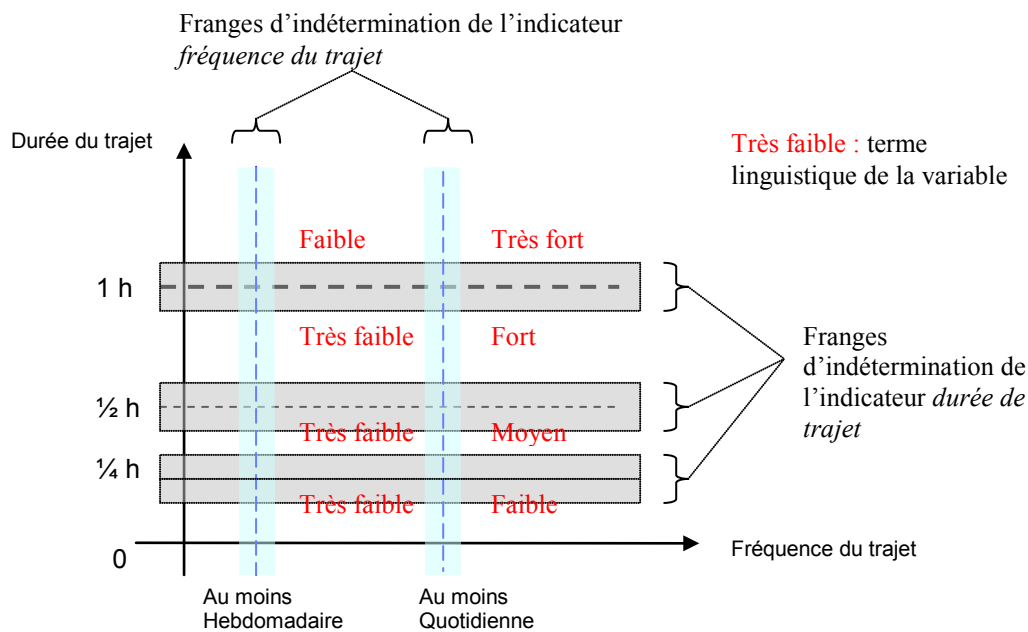 Franges d’indétermination de l’indicateur
fréquence du trajet
Durée du trajet
Très faible : terme
linguistique de la variable
Faible
Très fort
1 h
Très faible
Fort
Franges
d’indétermination de
l’indicateur durée de
trajet
½ h
Très faible
Moyen
¼ h
Très faible
Faible
0
Fréquence du trajet
Au moins
Hebdomadaire
Au moins
Quotidienne